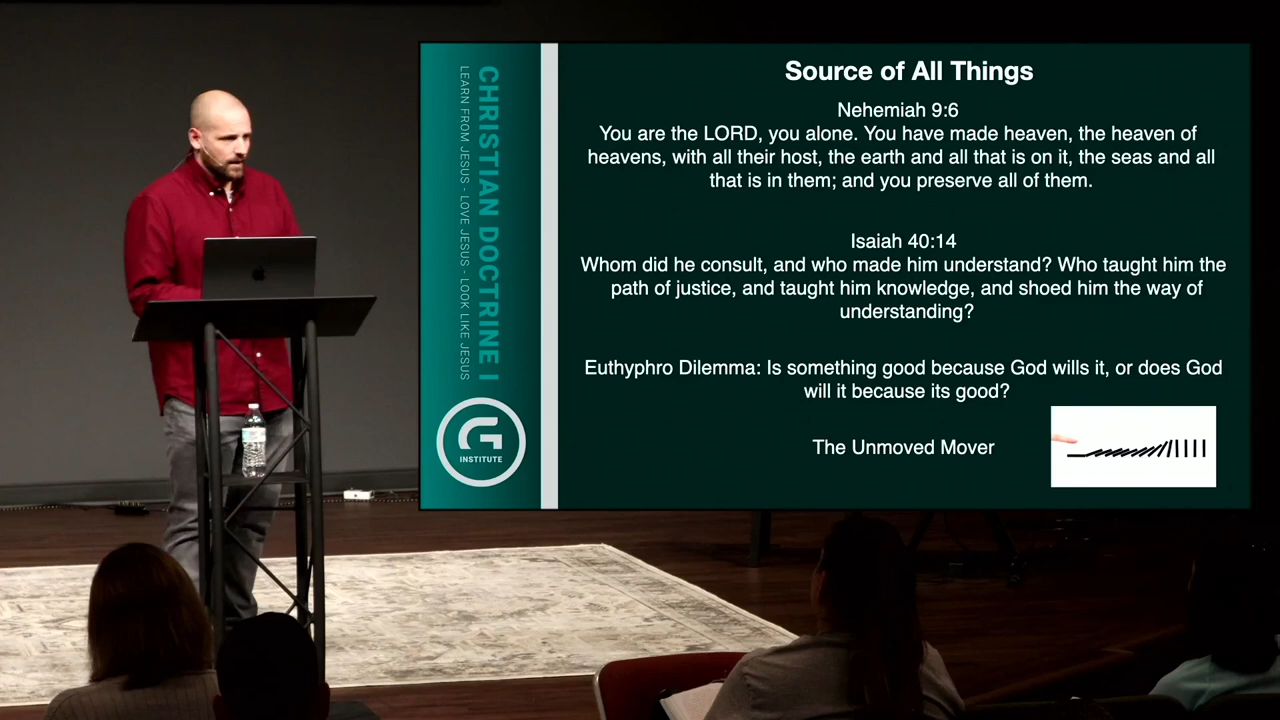 Source of All Things
Nehemiah 9:6
You are the LORD, you alone. You have made heaven, the heaven of
heavens, with all their host, the earth and all that is on it, the seas and all
that is in them; and you preserve all of them.
Isaiah 40:14
Whom did he consult, and who made him understand? Who taught him the
path of justice, and taught him knowledge, and shoed him the way of
understanding?
Euthyphro Dilemma: Is something good because God wills it, or does God
will it because its good?
The Unmoved Mover
CHRISTIAN DOCTRINE I
LEARN FROM JESUS - LOVE JESUS - LOOK LIKE JESUS
G
INSTITUTE